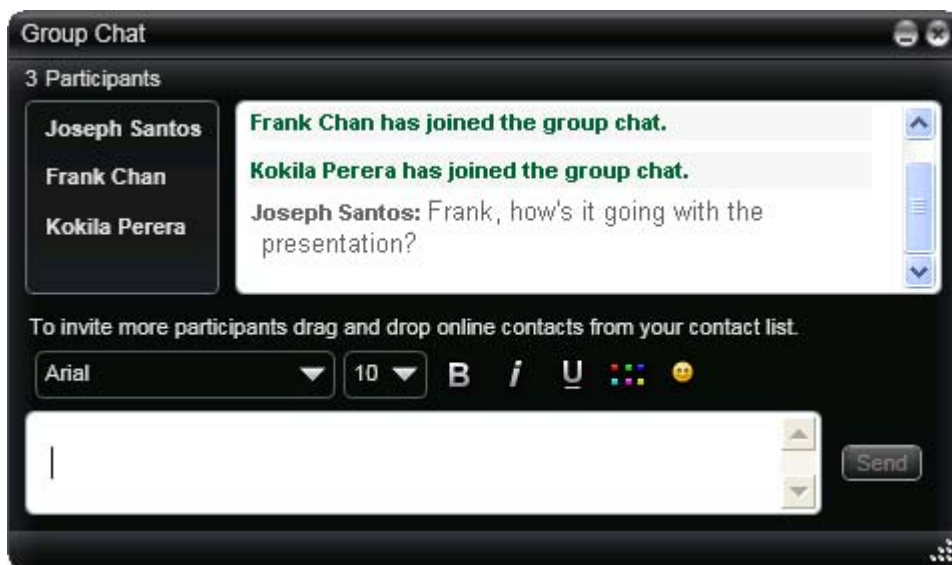 Group Chat
3 Participants
Joseph Santos
Frank Chan
Kokila Perera
Frank Chan has joined the group chat.
Kokila Perera has joined the group chat.
Joseph Santos: Frank, how's it going with the
presentation?
To invite more participants drag and drop online contacts from your contact list.
Arial
10
B
i
U
Send